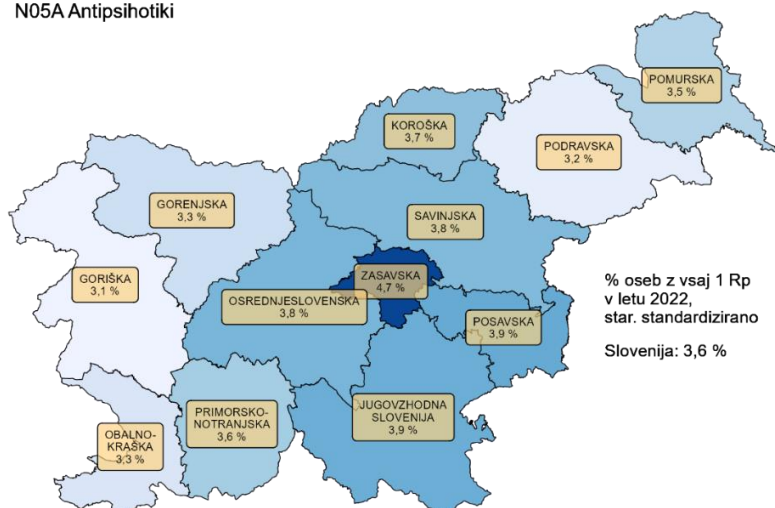 N05A Antipsihotiki
POMURSKA
3,5 %
KOROŠKA
3,7 %
PODRAVSKA
3,2 %
GORENJSKA
3,3 %
SAVINJSKA
3,8 %
GORIŠKA
3,1 %
ZASAVSKA
4,7 %
OSREDNJESLOVENSKA
3,8 %
POSAVSKA
3,9 %
% oseb z vsaj 1 Rp
v letu 2022,
star. standardizirano
Slovenija: 3,6 %
PRIMORSKO-
NOTRANJSKA
3,6 %
JUGOVZHODNA
SLOVENIJA
3,9 %
OBALNO-
KRAŠKA
3,3 %